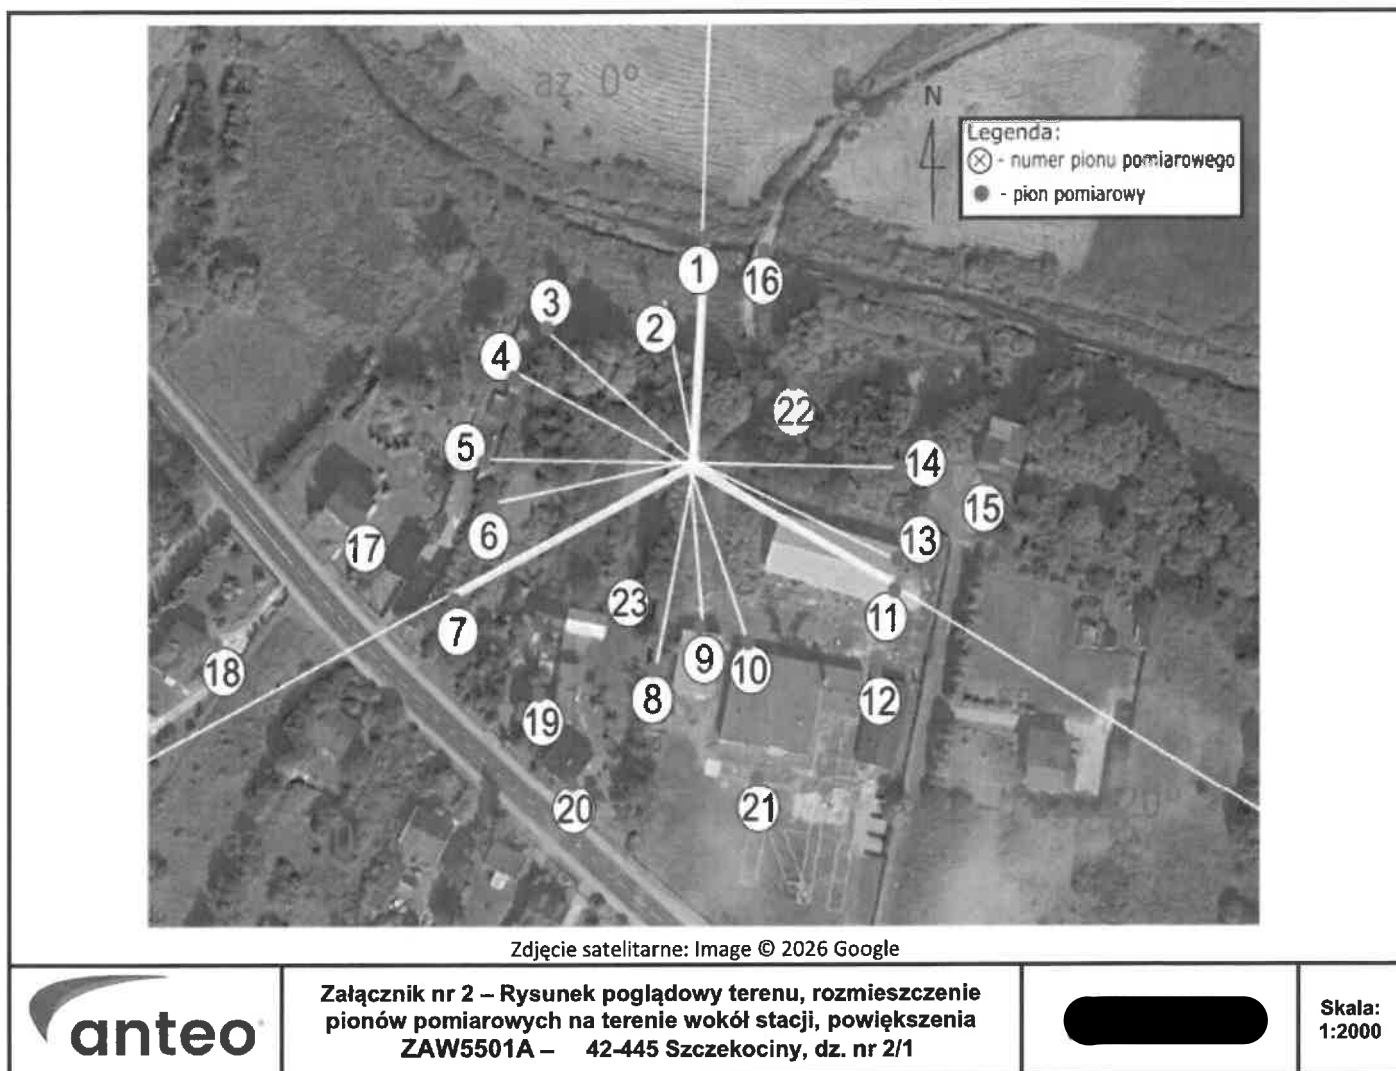 az. 0°
N
Legenda:
⊗ - numer pionu pomiarowego
● - pion pomiarowy
1
16
3
2
4
22
5
14
15
6
13
17
11
23
7
9
10
18
8
12
19
20
21
Zdjęcie satelitarne: Image © 2026 Google
anteo
Załącznik nr 2 – Rysunek poglądowy terenu, rozmieszczenie
pionów pomiarowych na terenie wokół stacji, powiększenia
ZAW5501A – 42-445 Szczekociny, dz. nr 2/1
Skala:
1:2000